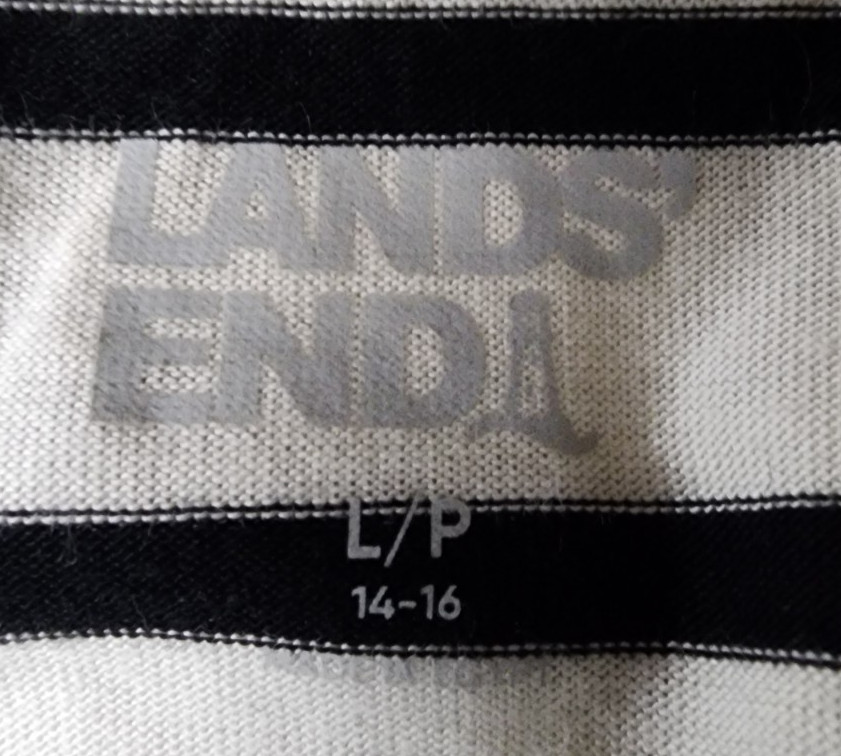 LANDS'
END
L/P
14-16